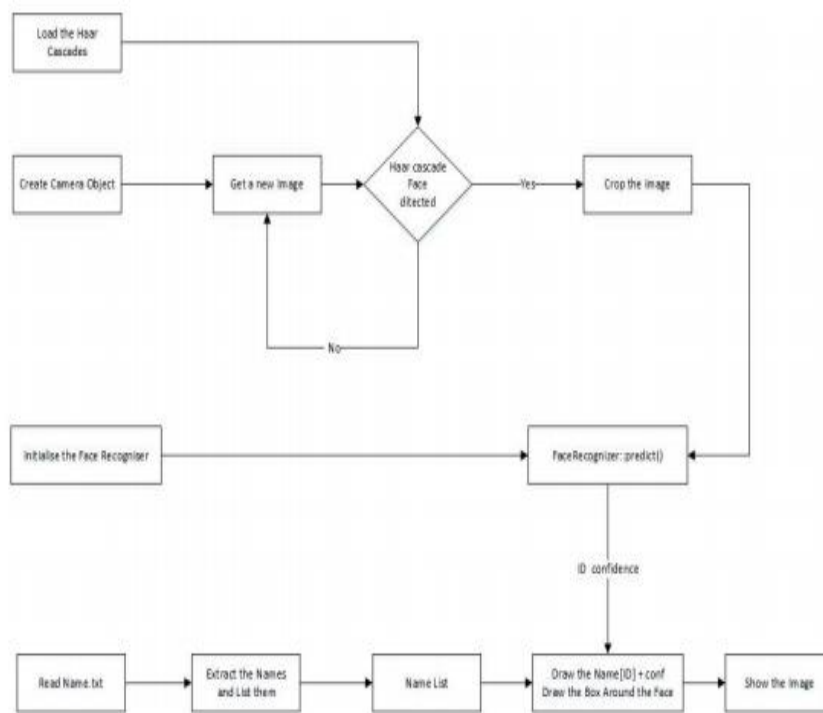 Load the Haar
Cascades
Create Camera Object
Get a new Image
Haar cascade
Face
ditected
Yes
Crop the Image
No
Initialise the Face Recogniser
FaceRecognizer::predict()
ID confidence
Read Name.txt
Extract the Names
and List them
Name List
Draw the Name[ID] + conf
Draw the Box Around the Face
Show the Image